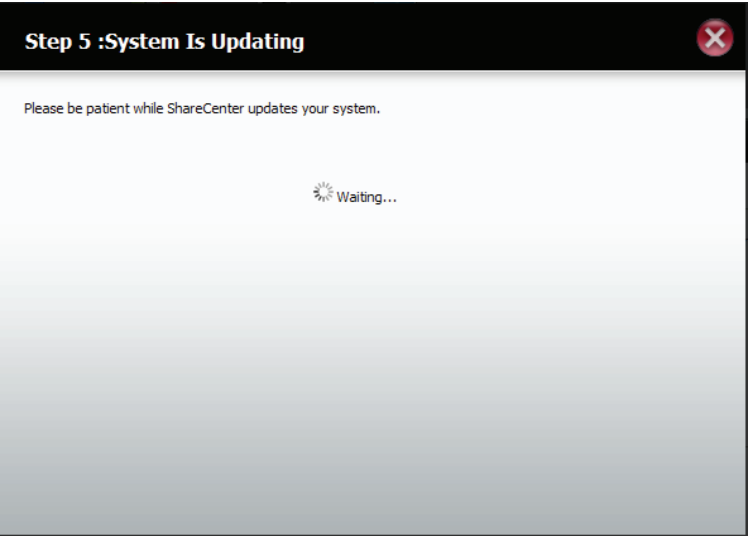 Step 5 :System Is Updating
Please be patient while ShareCenter updates your system.
Waiting...